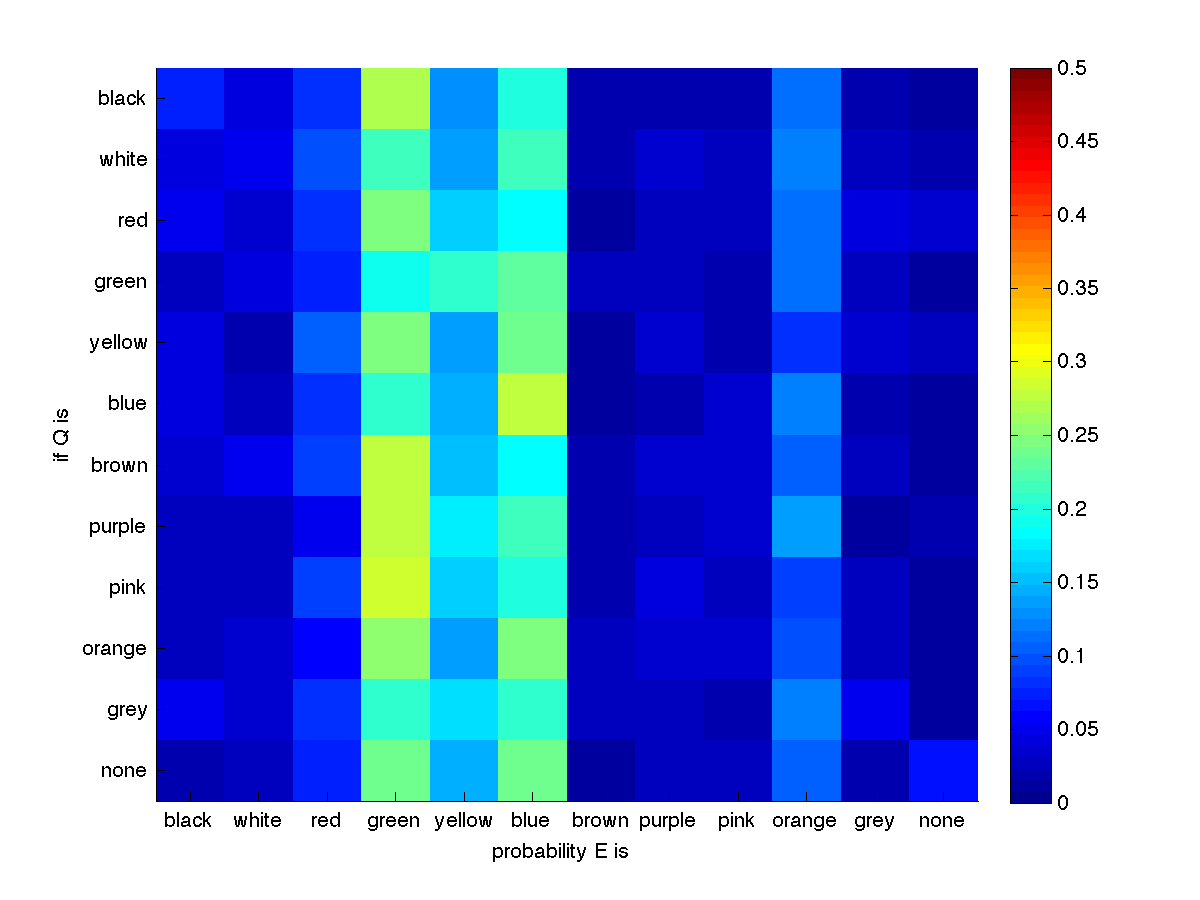 black
white
red
green
yellow
blue
brown
purple
pink
orange
grey
none
if Q is
black white red green yellow blue brown purple pink orange grey none
probability E is
0.5
0.45
0.4
0.35
0.3
0.25
0.2
0.15
0.1
0.05
0